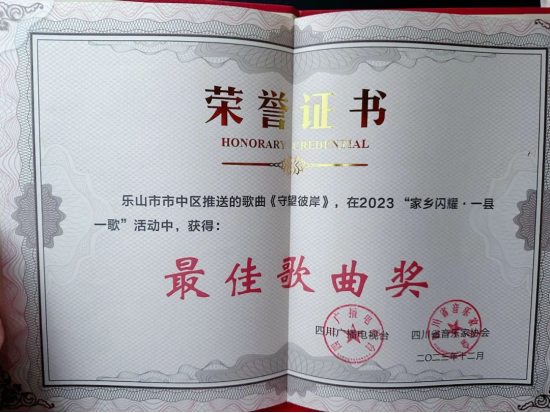 荣誉证书
HONORARY CREDENTIAL
乐山市市中区推送的歌曲《守望彼岸》，在2023“家乡闪耀·一县
一歌”活动中，获得：
最佳歌曲奖
四川广播电视台 四川省音乐家协会
二〇二三年十二月